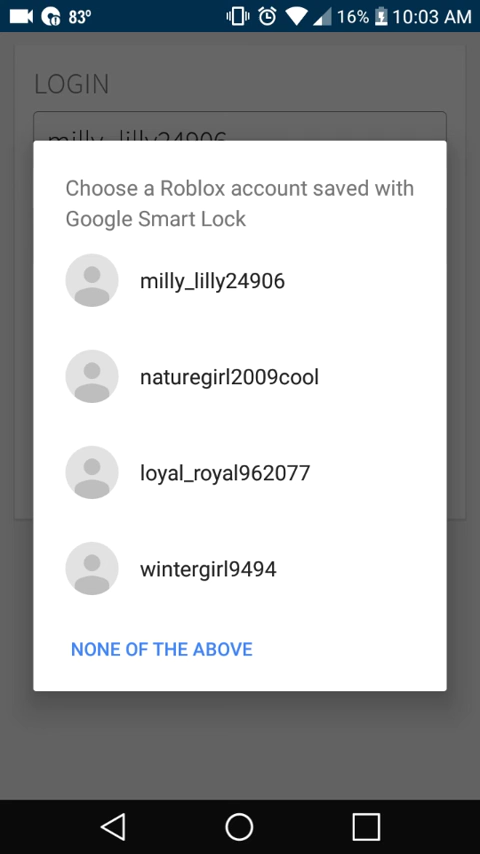 83° 16% 10:03 AM
LOGIN
milly_lilly24906
Choose a Roblox account saved with
Google Smart Lock
milly_lilly24906
naturegirl2009cool
loyal_royal962077
wintergirl9494
NONE OF THE ABOVE